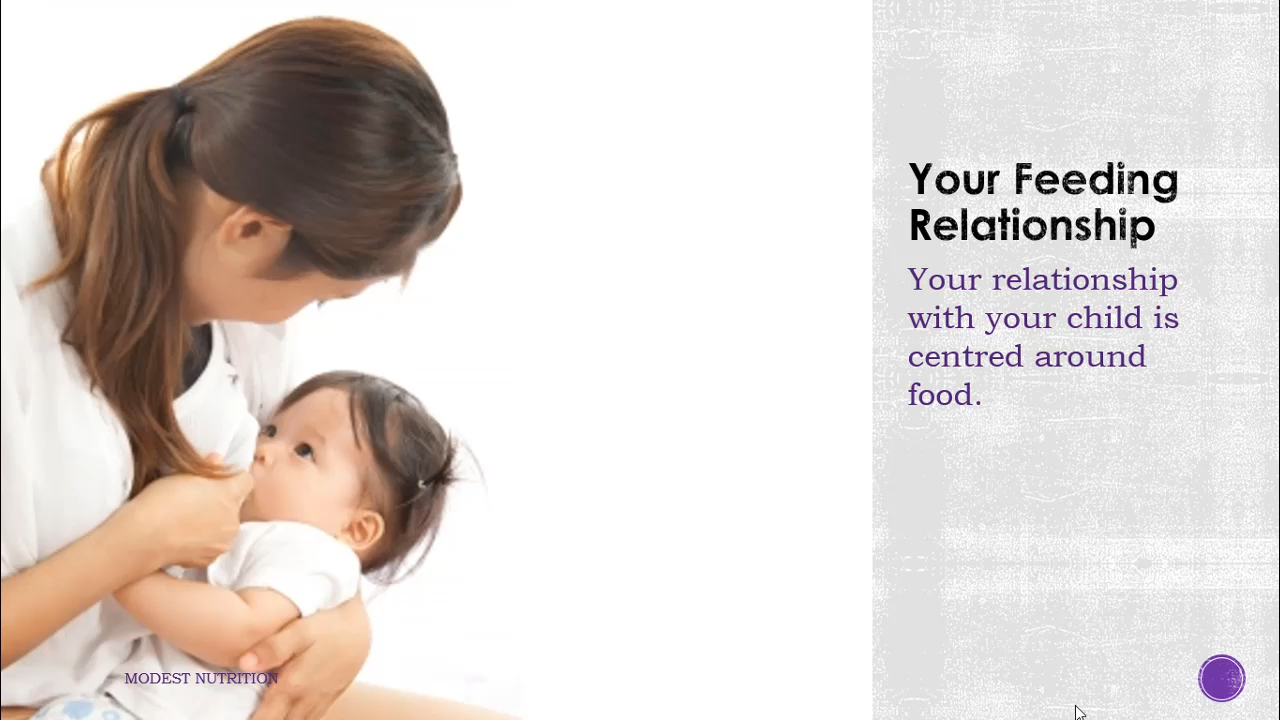 Your Feeding
Relationship
Your relationship
with your child is
centred around
food.
MODEST NUTRITION